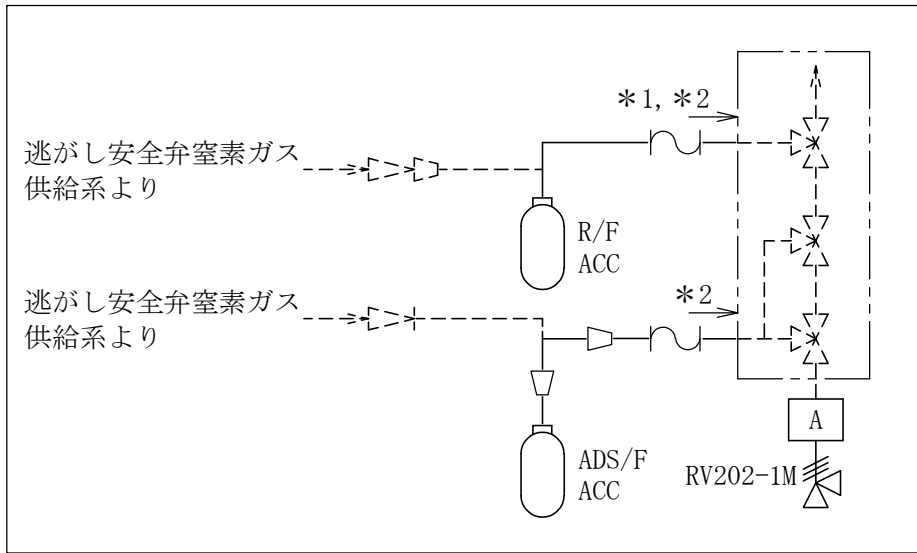 *1, *2
逃がし安全弁窒素ガス
供給系より
R/F
ACC
逃がし安全弁窒素ガス
供給系より
*2
A
ADS/F
ACC
RV202-1M